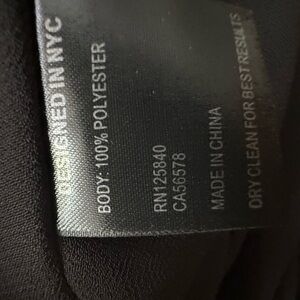 DESIGNED IN NYC
BODY: 100% POLYESTER
RN125840
CA56578
MADE IN CHINA
DRY CLEAN FOR BEST RESULTS